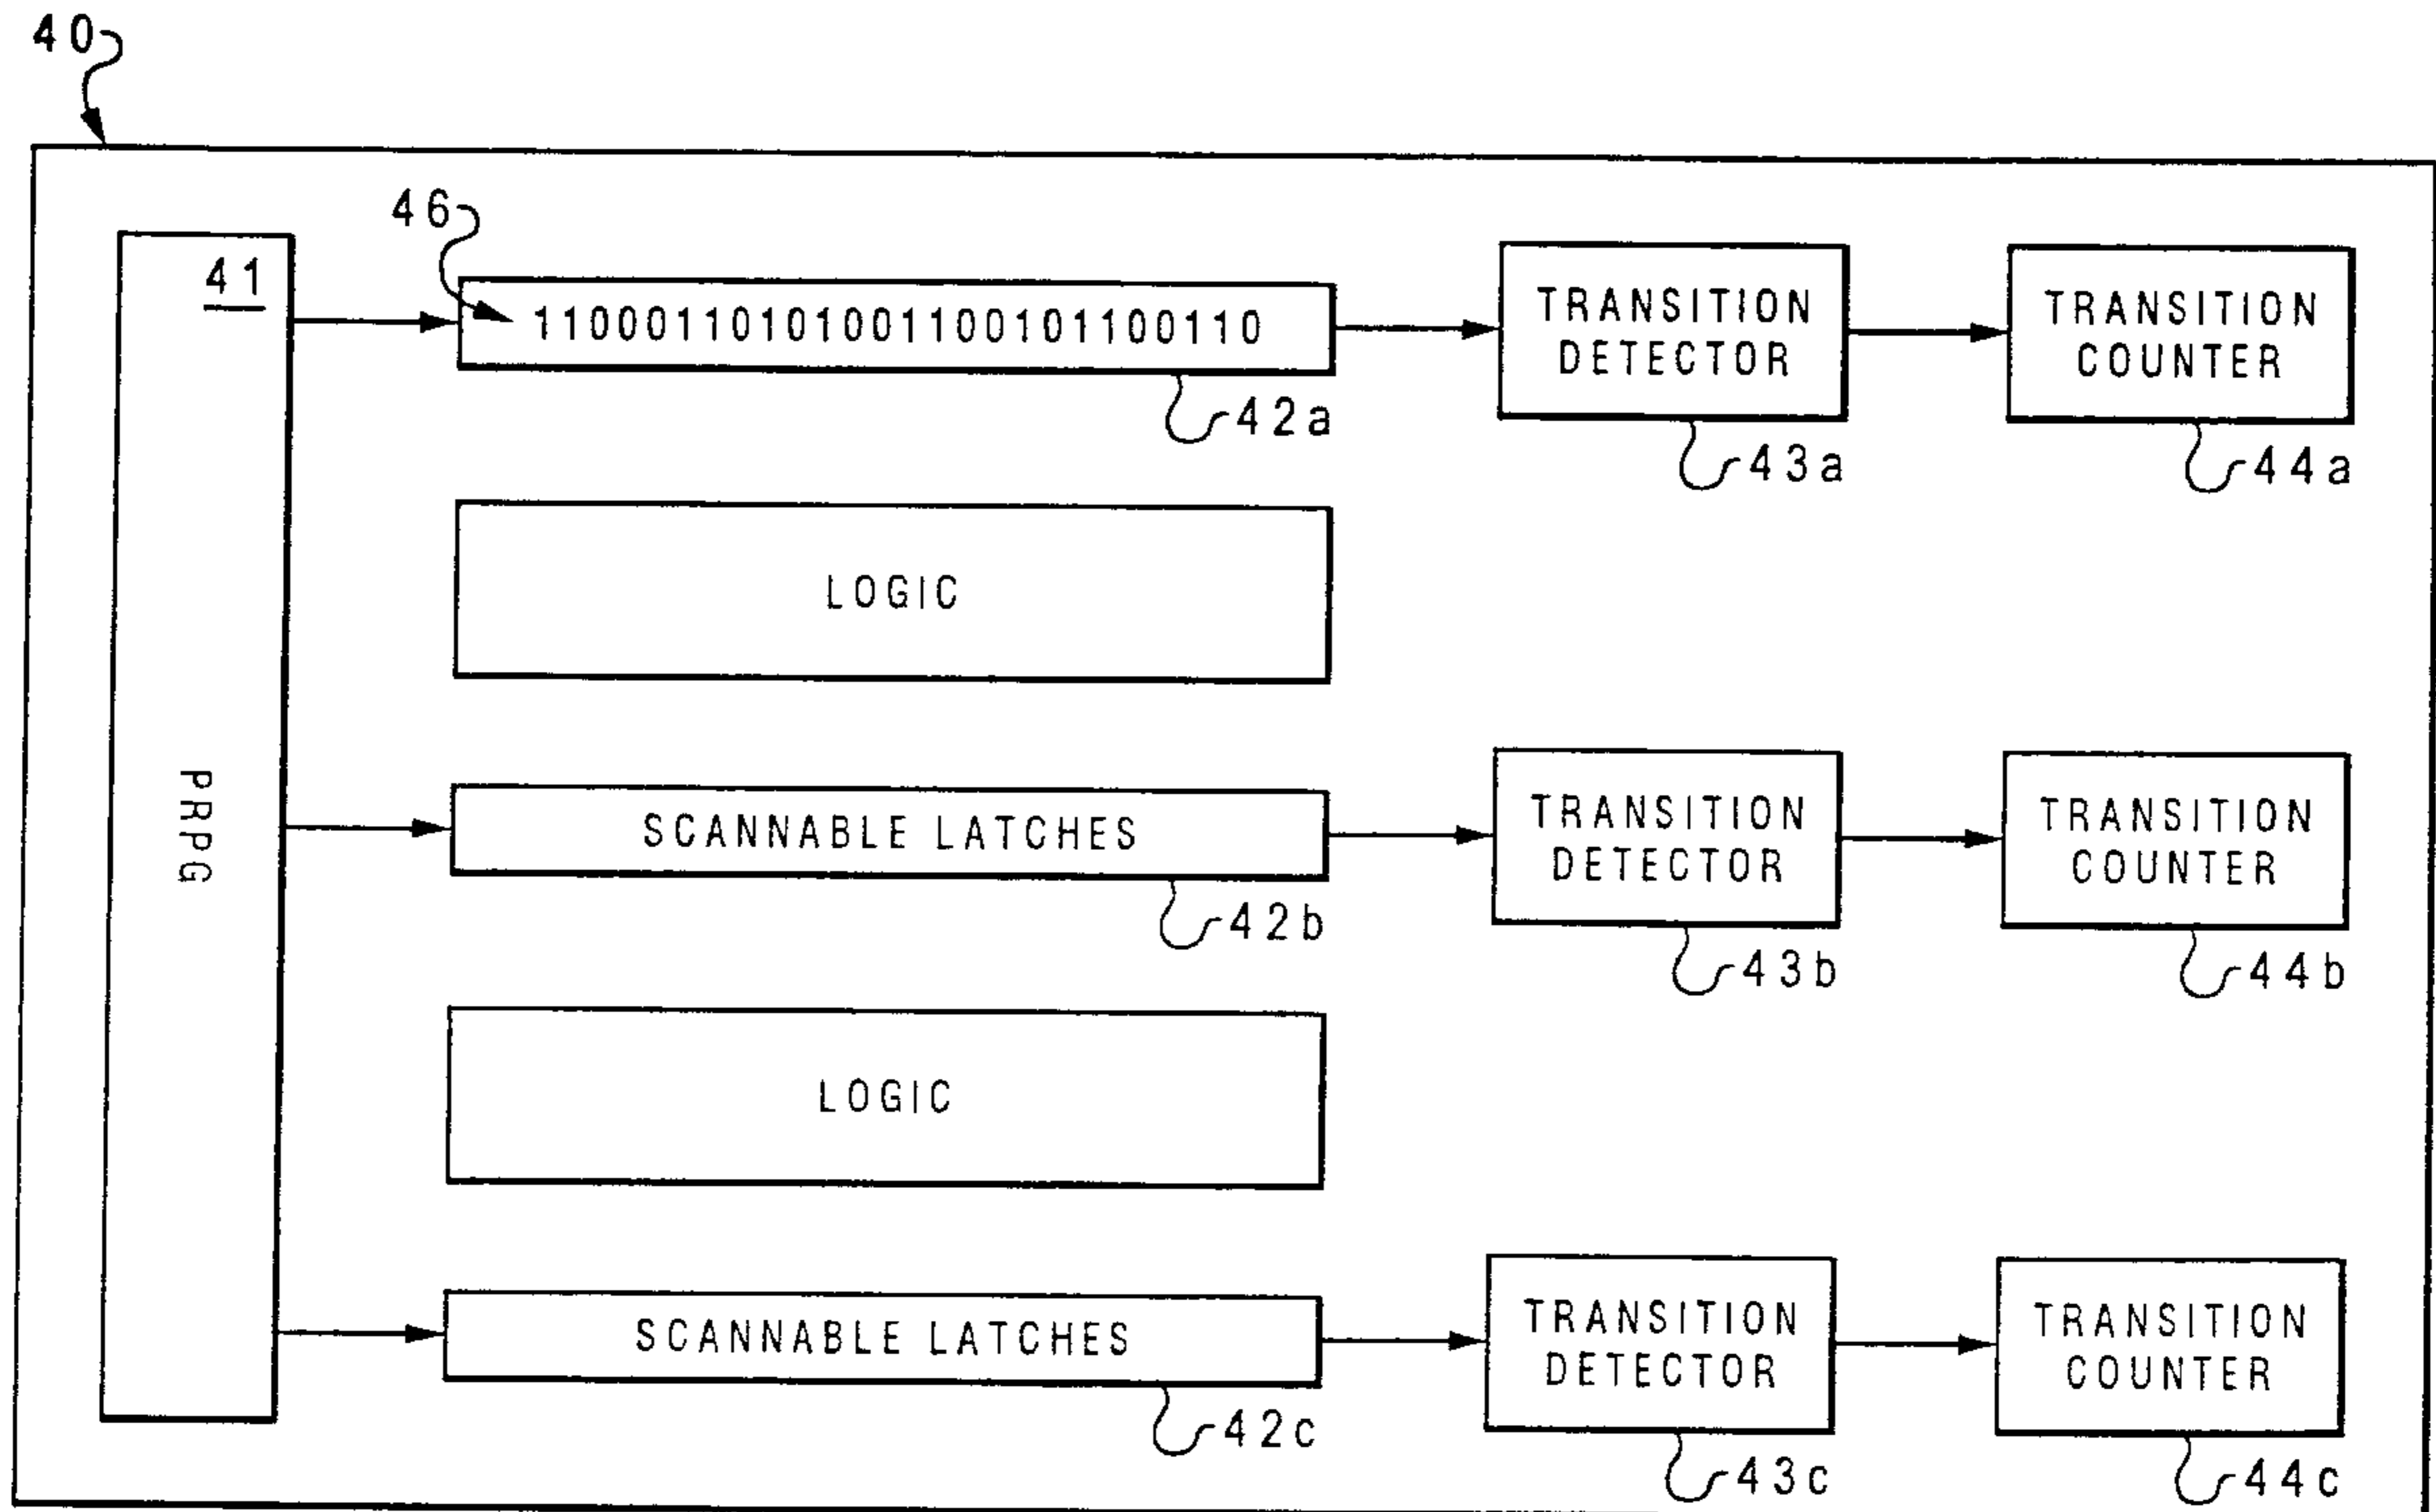 40
46
41
11000110101001100101100110
TRANSITION
DETECTOR
TRANSITION
COUNTER
42a
43a
44a
LOGIC
PRPG
SCANNABLE LATCHES
TRANSITION
DETECTOR
TRANSITION
COUNTER
42b
43b
44b
LOGIC
SCANNABLE LATCHES
TRANSITION
DETECTOR
TRANSITION
COUNTER
42c
43c
44c